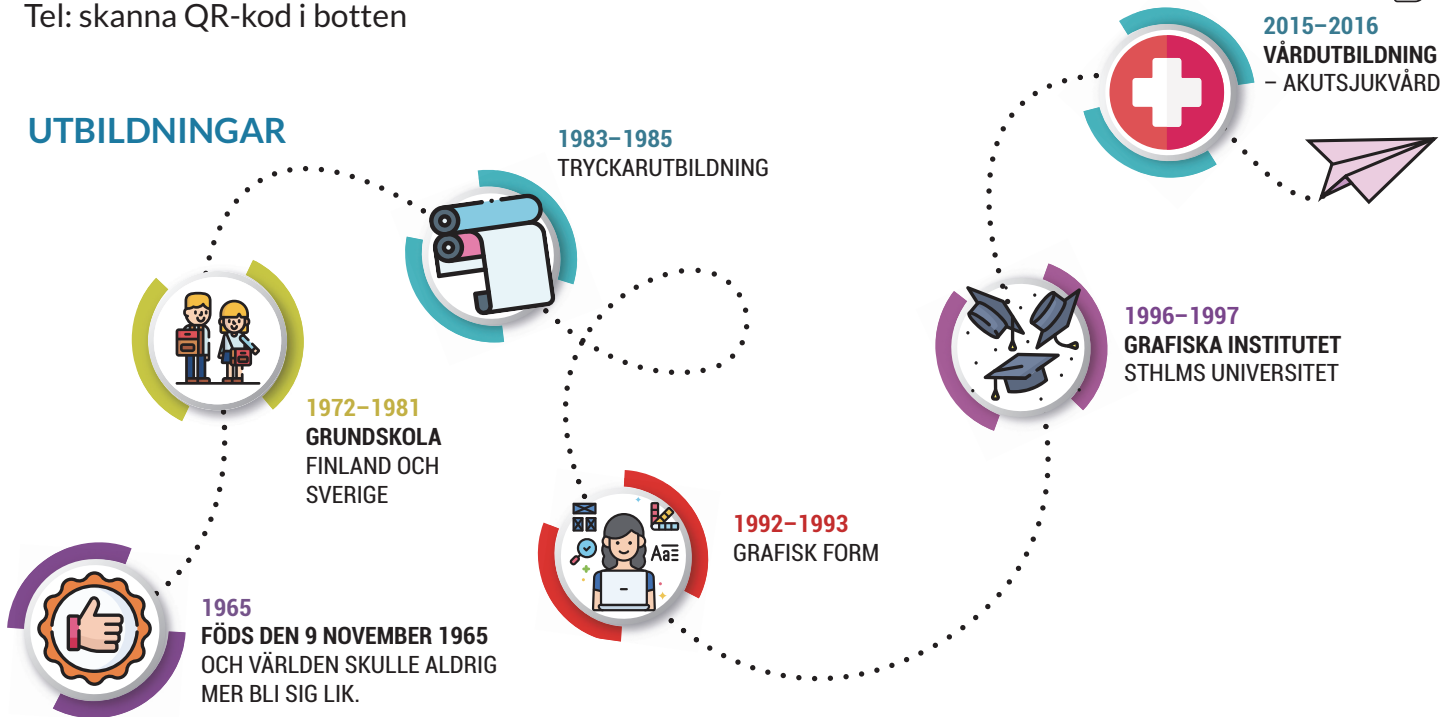 Tel: skanna QR-kod i botten
UTBILDNINGAR
2015–2016
VÅRDUTBILDNING
– AKUTSJUKVÅRD
1983–1985
TRYCKARUTBILDNING
1996–1997
GRAFISKA INSTITUTET
STHLMS UNIVERSITET
1972–1981
GRUNDSKOLA
FINLAND OCH
SVERIGE
1992–1993
GRAFISK FORM
Aa
1965
FÖDS DEN 9 NOVEMBER 1965
OCH VÄRLDEN SKULLE ALDRIG
MER BLI SIG LIK.